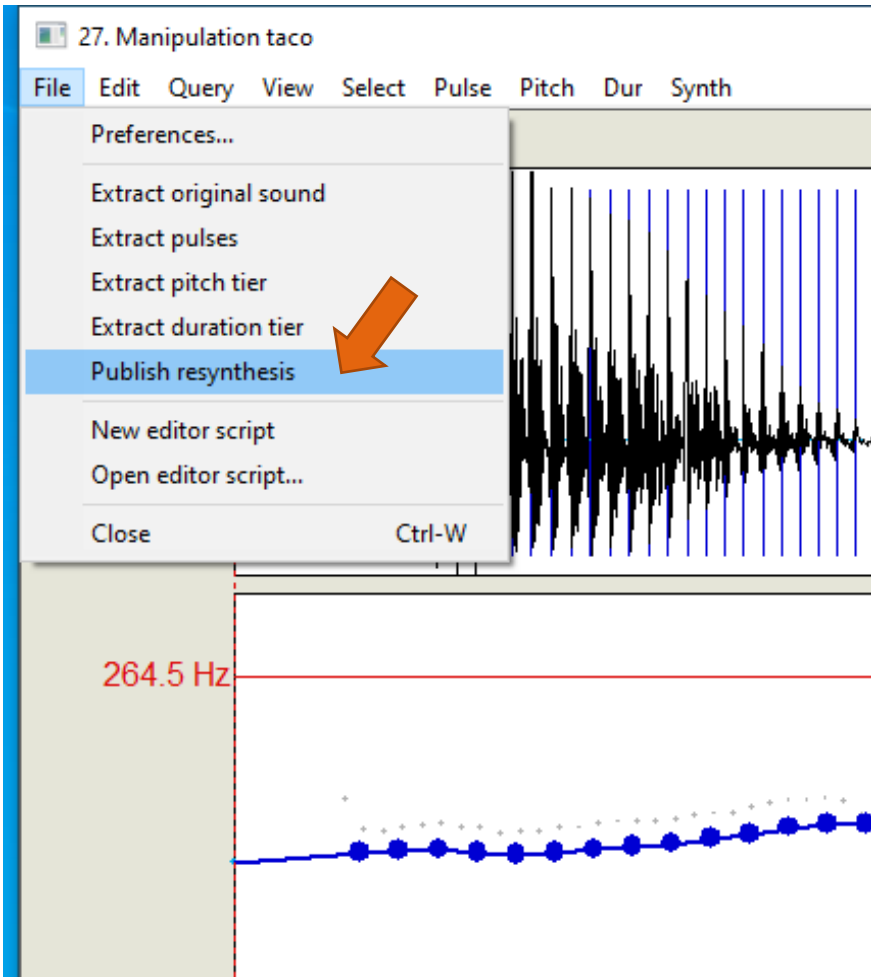 27. Manipulation taco
File Edit Query View Select Pulse Pitch Dur Synth
Preferences...
Extract original sound
Extract pulses
Extract pitch tier
Extract duration tier
Publish resynthesis
New editor script
Open editor script...
Close Ctrl-W
264.5 Hz